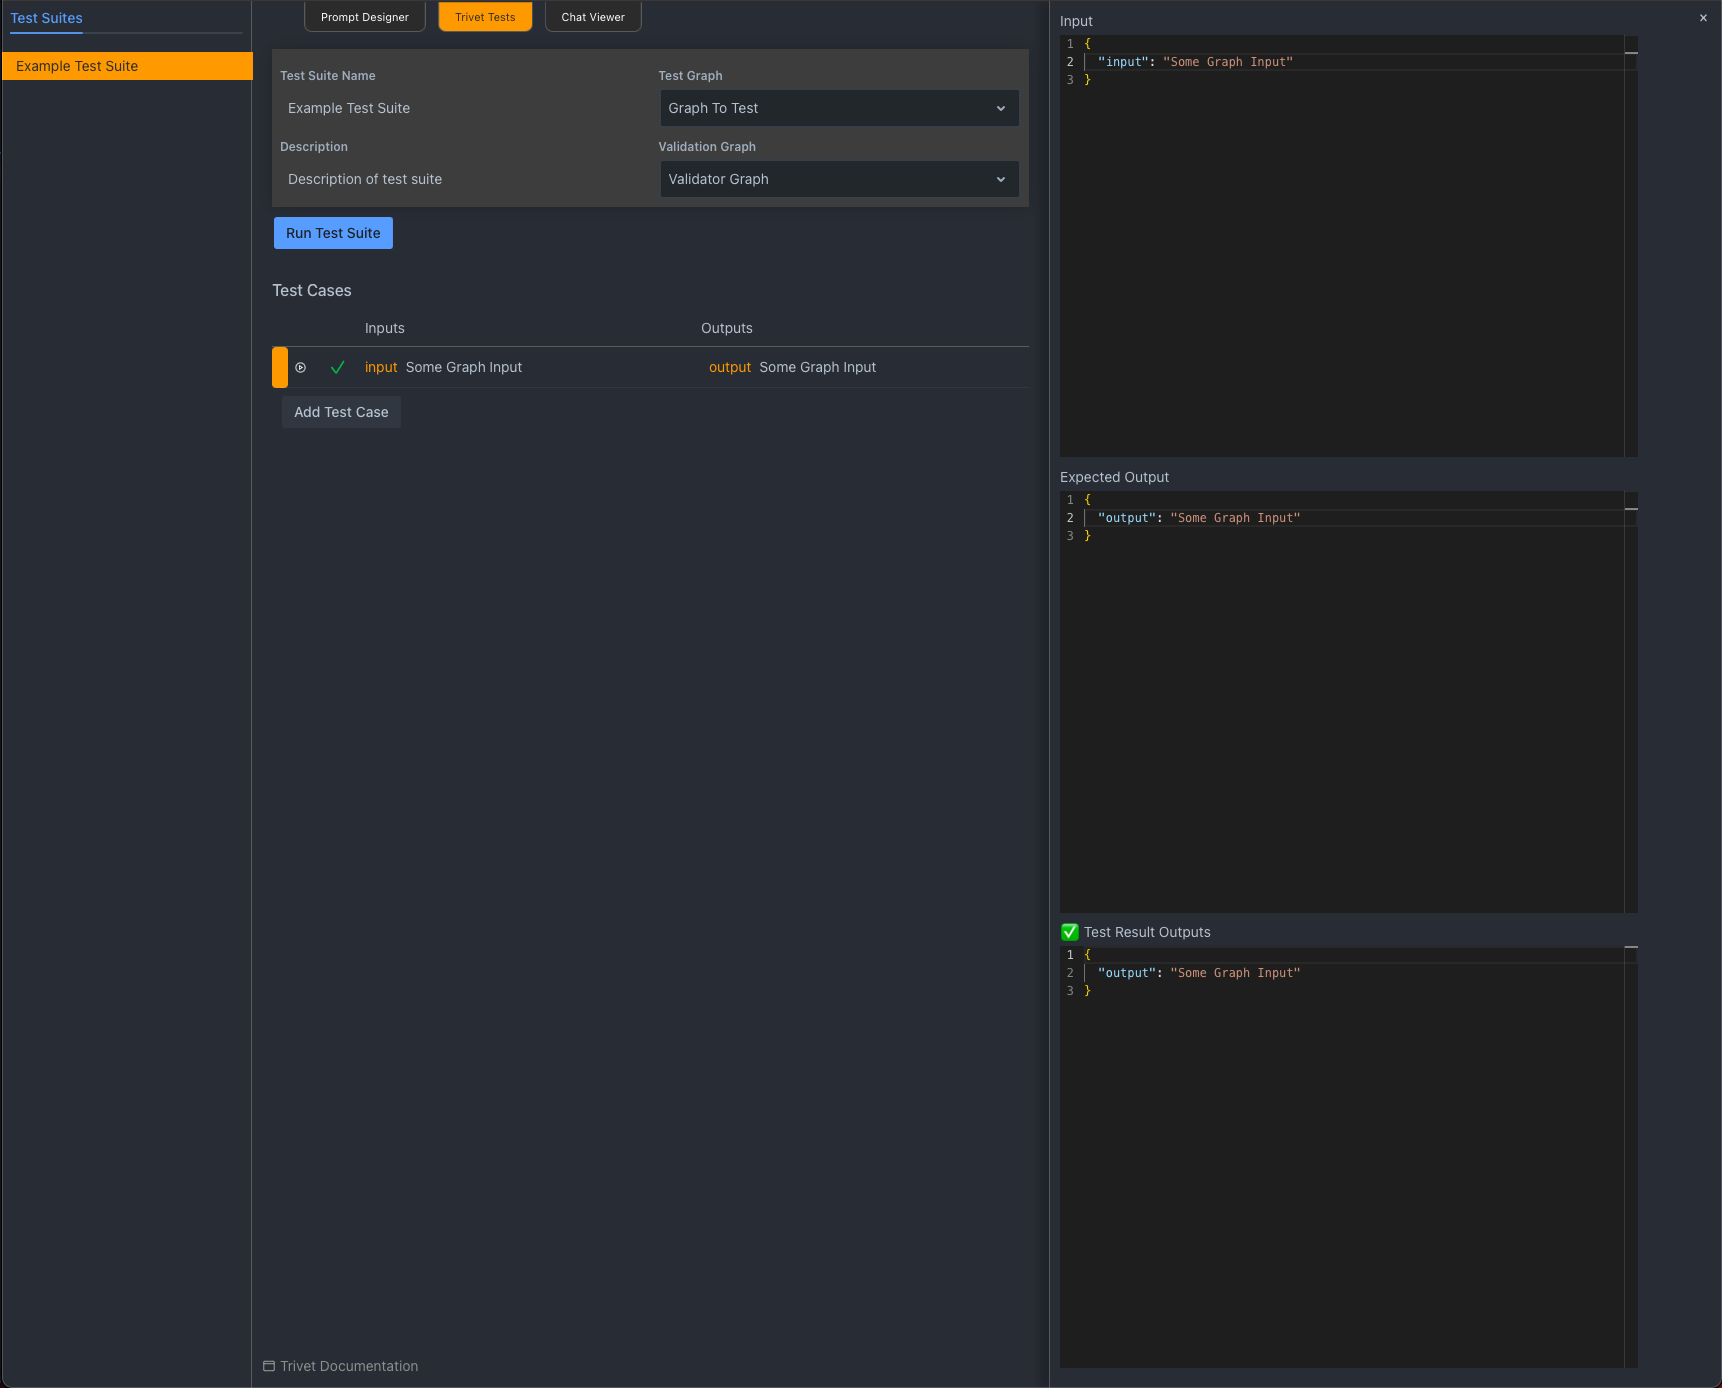 Test Suites
Example Test Suite
Prompt Designer
Trivet Tests
Chat Viewer
Test Suite Name
Test Graph
Example Test Suite
Graph To Test
Description
Validation Graph
Description of test suite
Validator Graph
Run Test Suite
Test Cases
Inputs
Outputs
input Some Graph Input
output Some Graph Input
Add Test Case
Trivet Documentation
Input
×
1 {
2 "input": "Some Graph Input"
3 }
Expected Output
1 {
2 "output": "Some Graph Input"
3 }
Test Result Outputs
1 {
2 "output": "Some Graph Input"
3 }